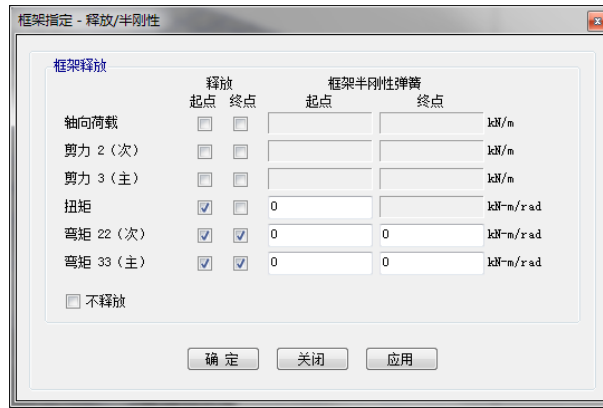 框架指定 - 释放/半刚性
框架释放
释放 框架半刚性弹簧
起点 终点 起点 终点
轴向荷载 kN/m
剪力 2（次） kN/m
剪力 3（主） kN/m
扭矩 0 kN-m/rad
弯矩 22（次） 0 0 kN-m/rad
弯矩 33（主） 0 0 kN-m/rad
不释放
确 定 关闭 应用